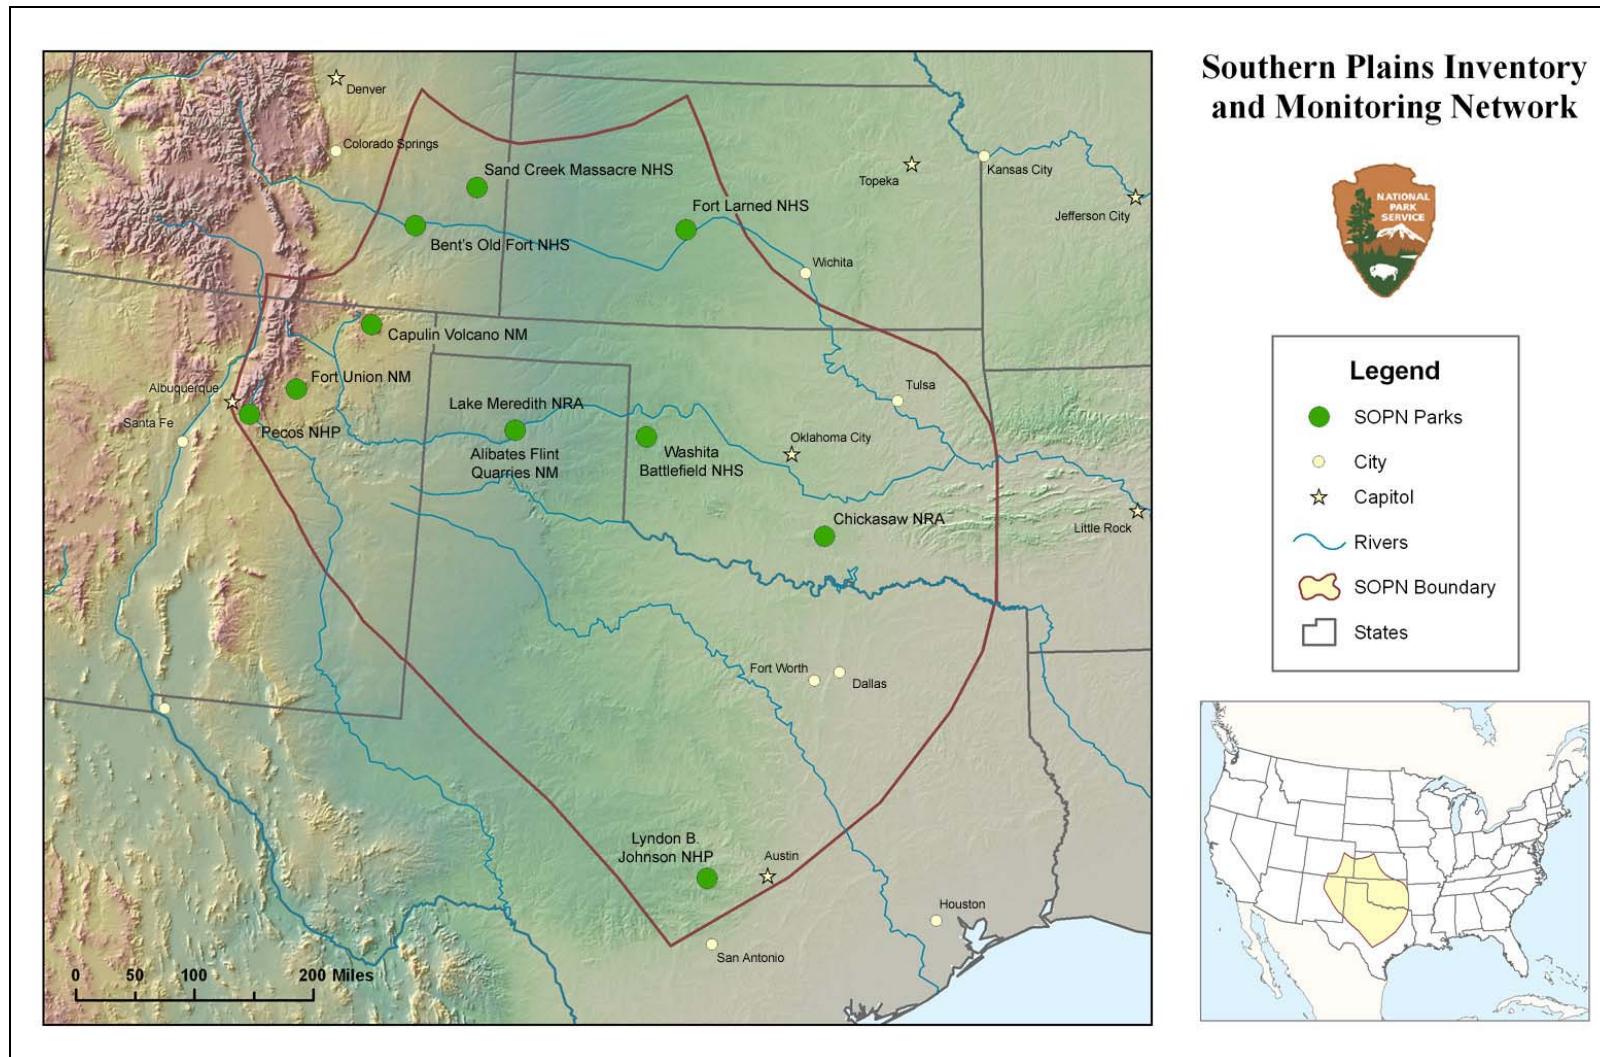 Southern Plains Inventory
and Monitoring Network
NATIONAL
PARK
SERVICE
Denver
Colorado Springs
Sand Creek Massacre NHS
Topeka
Kansas City
Jefferson City
Fort Larned NHS
Bent's Old Fort NHS
Wichita
Capulin Volcano NM
Fort Union NM
Albuquerque
Santa Fe
Pecos NHP
Lake Meredith NRA
Alibates Flint
Quarries NM
Washita
Battlefield NHS
Tulsa
Oklahoma City
Chickasaw NRA
Little Rock
Fort Worth
Dallas
Lyndon B.
Johnson NHP
Austin
Houston
San Antonio
0 50 100 200 Miles
Legend
SOPN Parks
City
Capitol
Rivers
SOPN Boundary
States